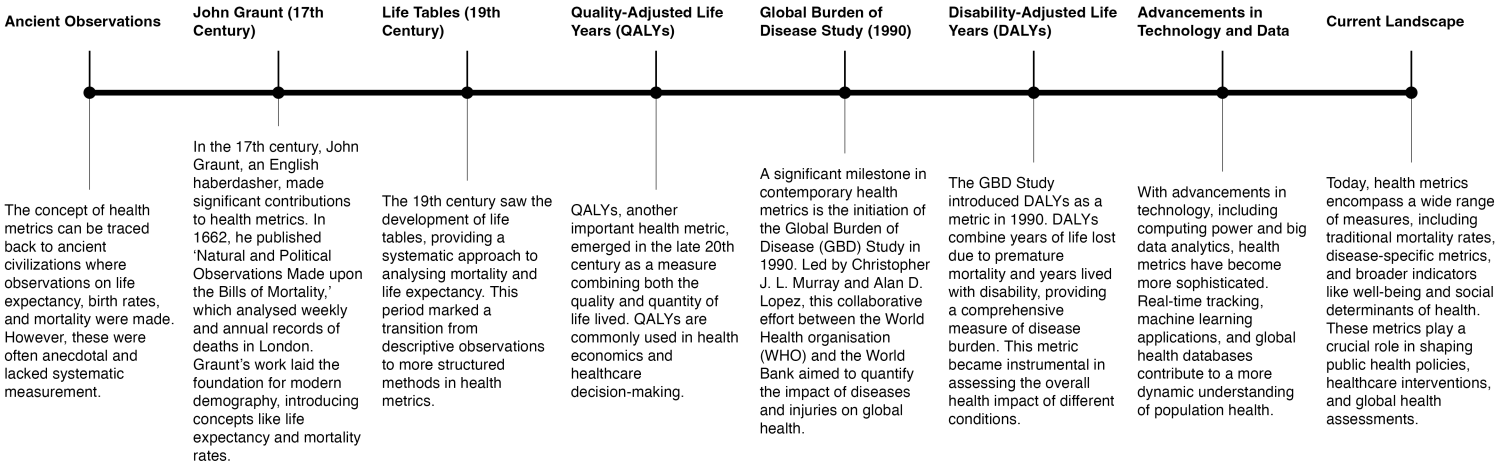 Ancient Observations
The concept of health
metrics can be traced
back to ancient
civilizations where
observations on life
expectancy, birth rates,
and mortality were made.
However, these were
often anecdotal and
lacked systematic
measurement.
John Graunt (17th
Century)
In the 17th century, John
Graunt, an English
haberdasher, made
significant contributions
to health metrics. In
1662, he published
‘Natural and Political
Observations Made upon
the Bills of Mortality,’
which analysed weekly
and annual records of
deaths in London.
Graunt’s work laid the
foundation for modern
demography, introducing
concepts like life
expectancy and mortality
rates.
Life Tables (19th
Century)
The 19th century saw the
development of life
tables, providing a
systematic approach to
analysing mortality and
life expectancy. This
period marked a
transition from
descriptive observations
to more structured
methods in health
metrics.
Quality-Adjusted Life
Years (QALYs)
QALYs, another
important health metric,
emerged in the late 20th
century as a measure
combining both the
quality and quantity of
life lived. QALYs are
commonly used in health
economics and
healthcare
decision-making.
Global Burden of
Disease Study (1990)
A significant milestone in
contemporary health
metrics is the initiation of
the Global Burden of
Disease (GBD) Study in
1990. Led by Christopher
J. L. Murray and Alan D.
Lopez, this collaborative
effort between the World
Health organisation
(WHO) and the World
Bank aimed to quantify
the impact of diseases
and injuries on global
health.
Disability-Adjusted Life
Years (DALYs)
The GBD Study
introduced DALYs as a
metric in 1990. DALYs
combine years of life lost
due to premature
mortality and years lived
with disability, providing
a comprehensive
measure of disease
burden. This metric
became instrumental in
assessing the overall
health impact of different
conditions.
Advancements in
Technology and Data
With advancements in
technology, including
computing power and big
data analytics, health
metrics have become
more sophisticated.
Real-time tracking,
machine learning
applications, and global
health databases
contribute to a more
dynamic understanding
of population health.
Current Landscape
Today, health metrics
encompass a wide range
of measures, including
traditional mortality rates,
disease-specific metrics,
and broader indicators
like well-being and social
determinants of health.
These metrics play a
crucial role in shaping
public health policies,
healthcare interventions,
and global health
assessments.